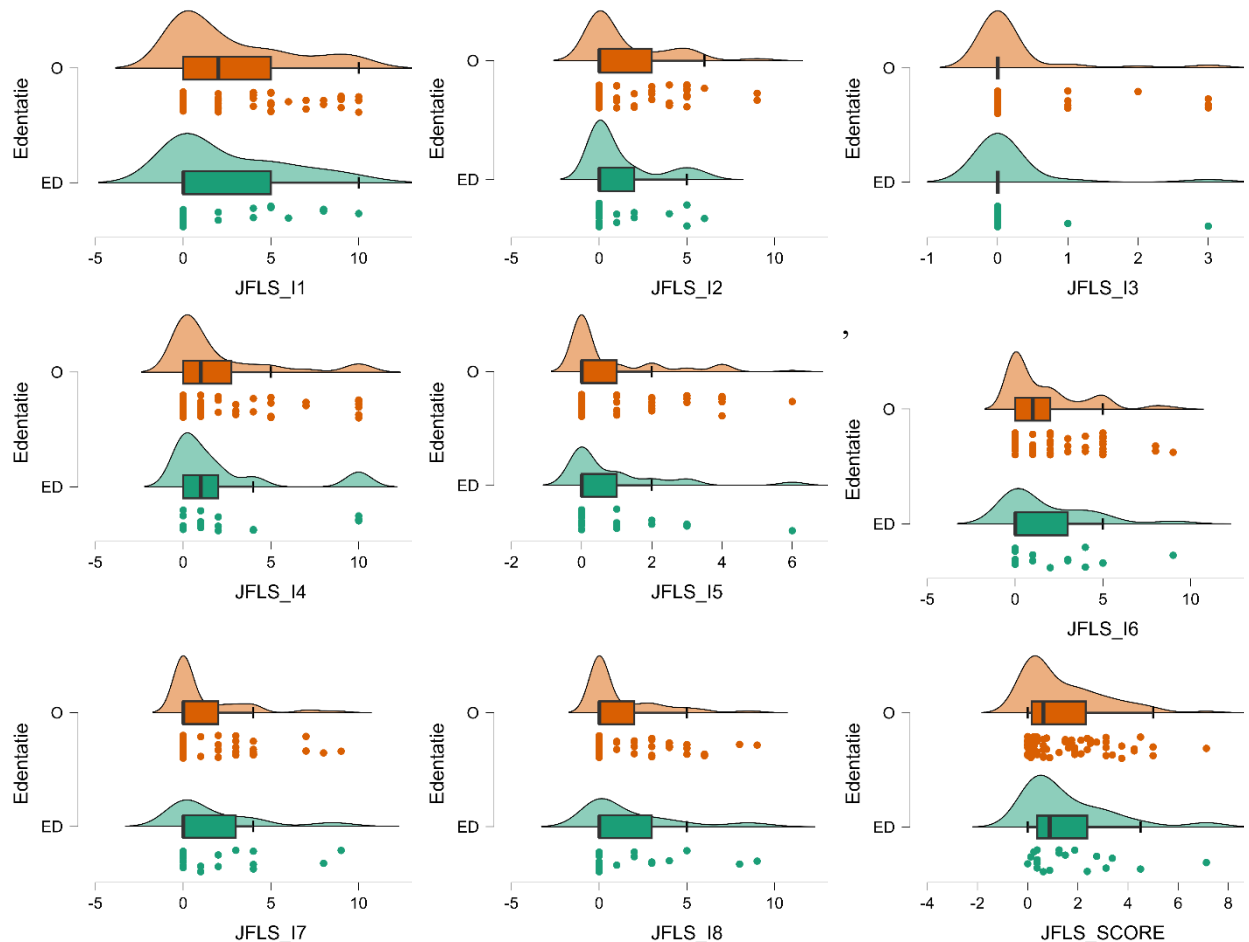 Edentatie
O
ED
-5 0 5 10
JFLS_I1
Edentatie
O
ED
-5 0 5 10
JFLS_I2
Edentatie
O
ED
-1 0 1 2 3
JFLS_I3
Edentatie
O
ED
-5 0 5 10
JFLS_I4
Edentatie
O
ED
-2 0 2 4 6
JFLS_I5
,
Edentatie
O
ED
-5 0 5 10
JFLS_I6
Edentatie
O
ED
-5 0 5 10
JFLS_I7
Edentatie
O
ED
-5 0 5 10
JFLS_I8
Edentatie
O
ED
-4 -2 0 2 4 6 8
JFLS_SCORE